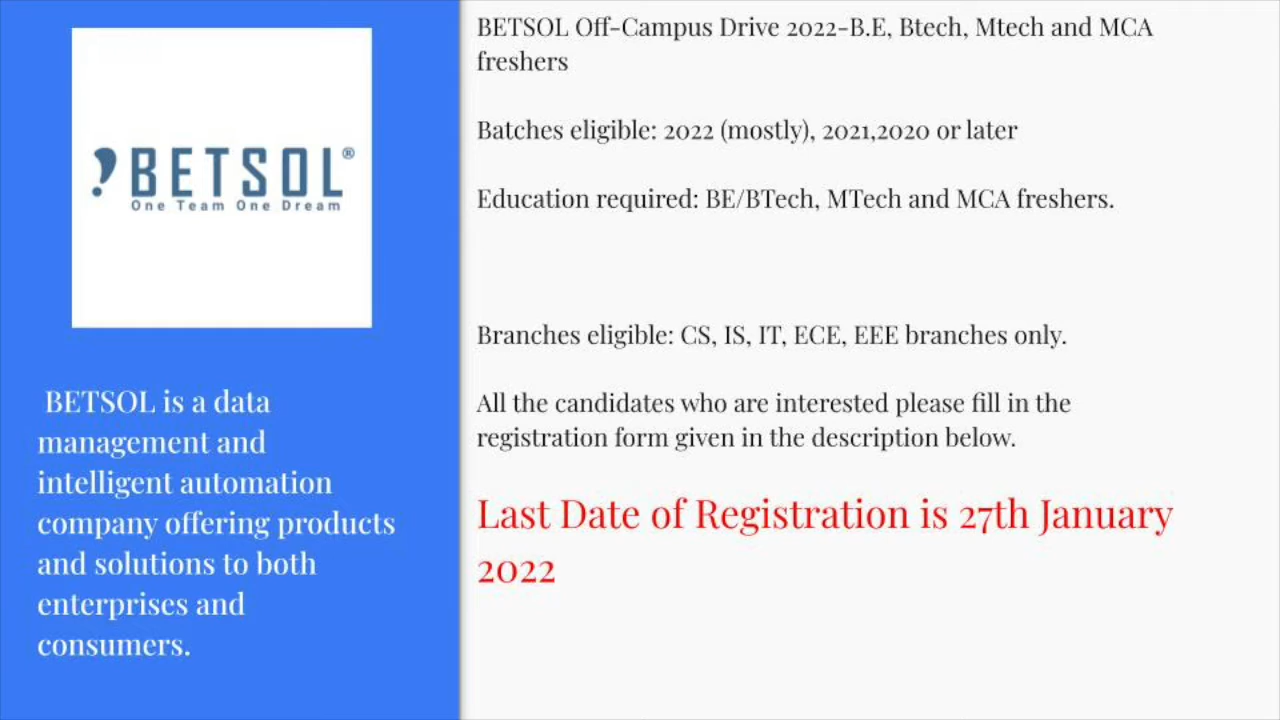 BETSOL®
One Team One Dream
BETSOL is a data
management and
intelligent automation
company offering products
and solutions to both
enterprises and
consumers.
BETSOL Off-Campus Drive 2022-B.E, Btech, Mtech and MCA
freshers
Batches eligible: 2022 (mostly), 2021,2020 or later
Education required: BE/BTech, MTech and MCA freshers.
Branches eligible: CS, IS, IT, ECE, EEE branches only.
All the candidates who are interested please fill in the
registration form given in the description below.
Last Date of Registration is 27th January
2022